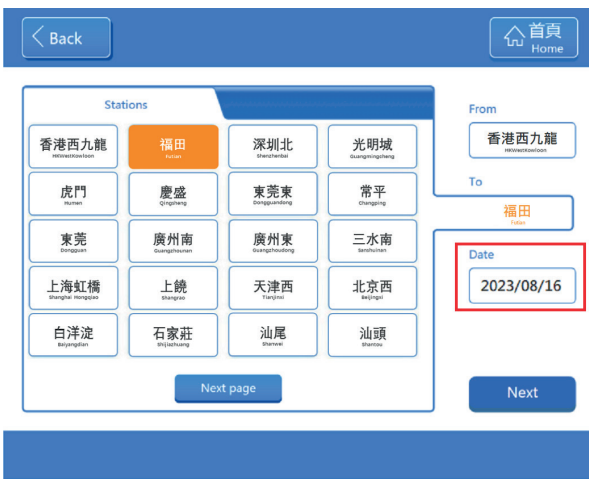 Back
首頁
Home
Stations
香港西九龍
HKWestKowloon
福田
Futian
深圳北
Shenzhenbei
光明城
Guangmingcheng
虎門
Humen
慶盛
Qingsheng
東莞東
Dongguandong
常平
Changping
東莞
Dongguan
廣州南
Guangzhounan
廣州東
Guangzhoudong
三水南
Sanshuinan
上海虹橋
Shanghai Hongqiao
上饒
Shangrao
天津西
Tianjinxi
北京西
Beijingxi
白洋淀
Baiyangdian
石家莊
Shijiazhuang
汕尾
Shanwei
汕頭
Shantou
Next page
From
香港西九龍
HKWestKowloon
To
福田
Futian
Date
2023/08/16
Next